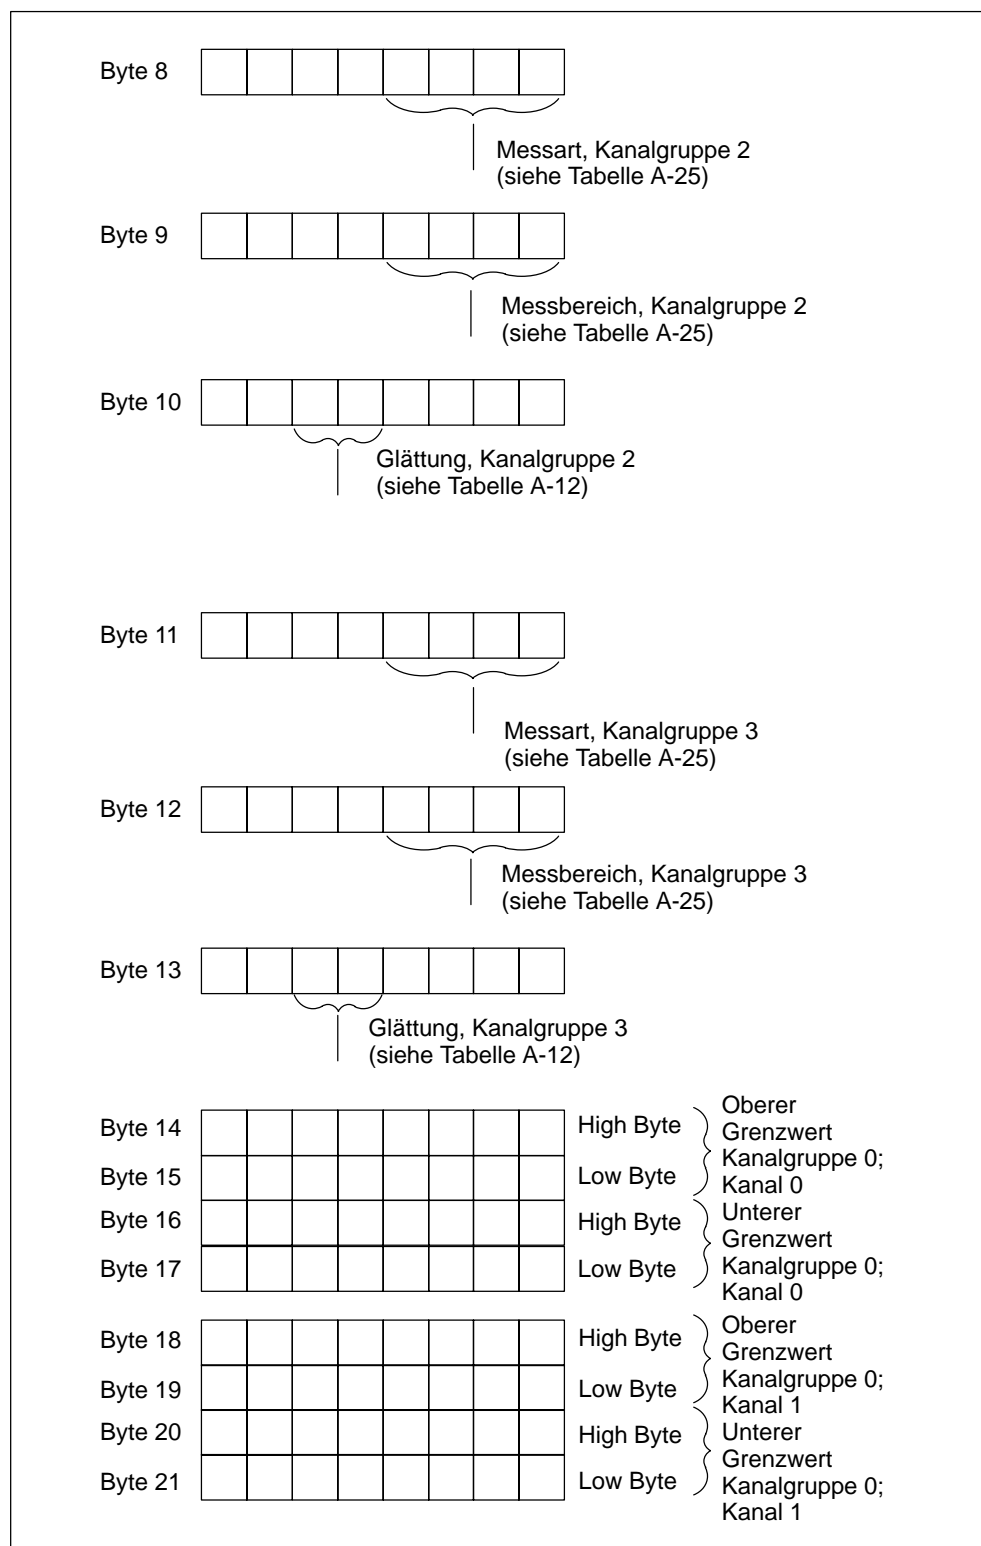 Byte 8
Messart, Kanalgruppe 2
(siehe Tabelle A-25)
Byte 9
Messbereich, Kanalgruppe 2
(siehe Tabelle A-25)
Byte 10
Glättung, Kanalgruppe 2
(siehe Tabelle A-12)
Byte 11
Messart, Kanalgruppe 3
(siehe Tabelle A-25)
Byte 12
Messbereich, Kanalgruppe 3
(siehe Tabelle A-25)
Byte 13
Glättung, Kanalgruppe 3
(siehe Tabelle A-12)
Byte 14
High Byte
Byte 15
Low Byte
Oberer
Grenzwert
Kanalgruppe 0;
Kanal 0
Byte 16
High Byte
Byte 17
Low Byte
Unterer
Grenzwert
Kanalgruppe 0;
Kanal 0
Byte 18
High Byte
Byte 19
Low Byte
Oberer
Grenzwert
Kanalgruppe 0;
Kanal 1
Byte 20
High Byte
Byte 21
Low Byte
Unterer
Grenzwert
Kanalgruppe 0;
Kanal 1